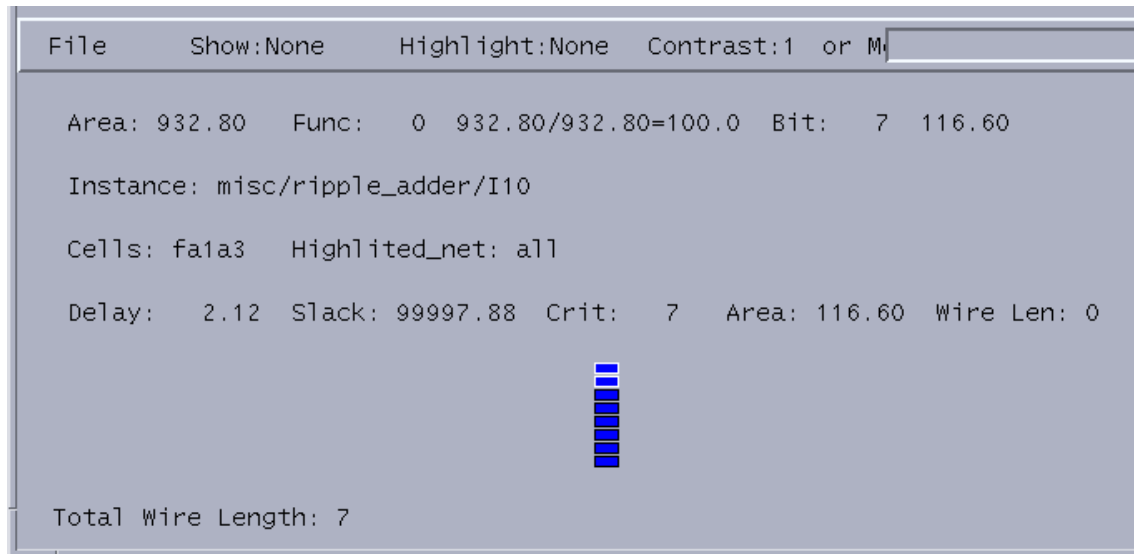 File Show:None Highlight:None Contrast:1 or M
Area: 932.80 Func: 0 932.80/932.80=100.0 Bit: 7 116.60
Instance: misc/ripple_adder/I10
Cells: fa1a3 Highlited_net: all
Delay: 2.12 Slack: 99997.88 Crit: 7 Area: 116.60 Wire Len: 0
Total Wire Length: 7